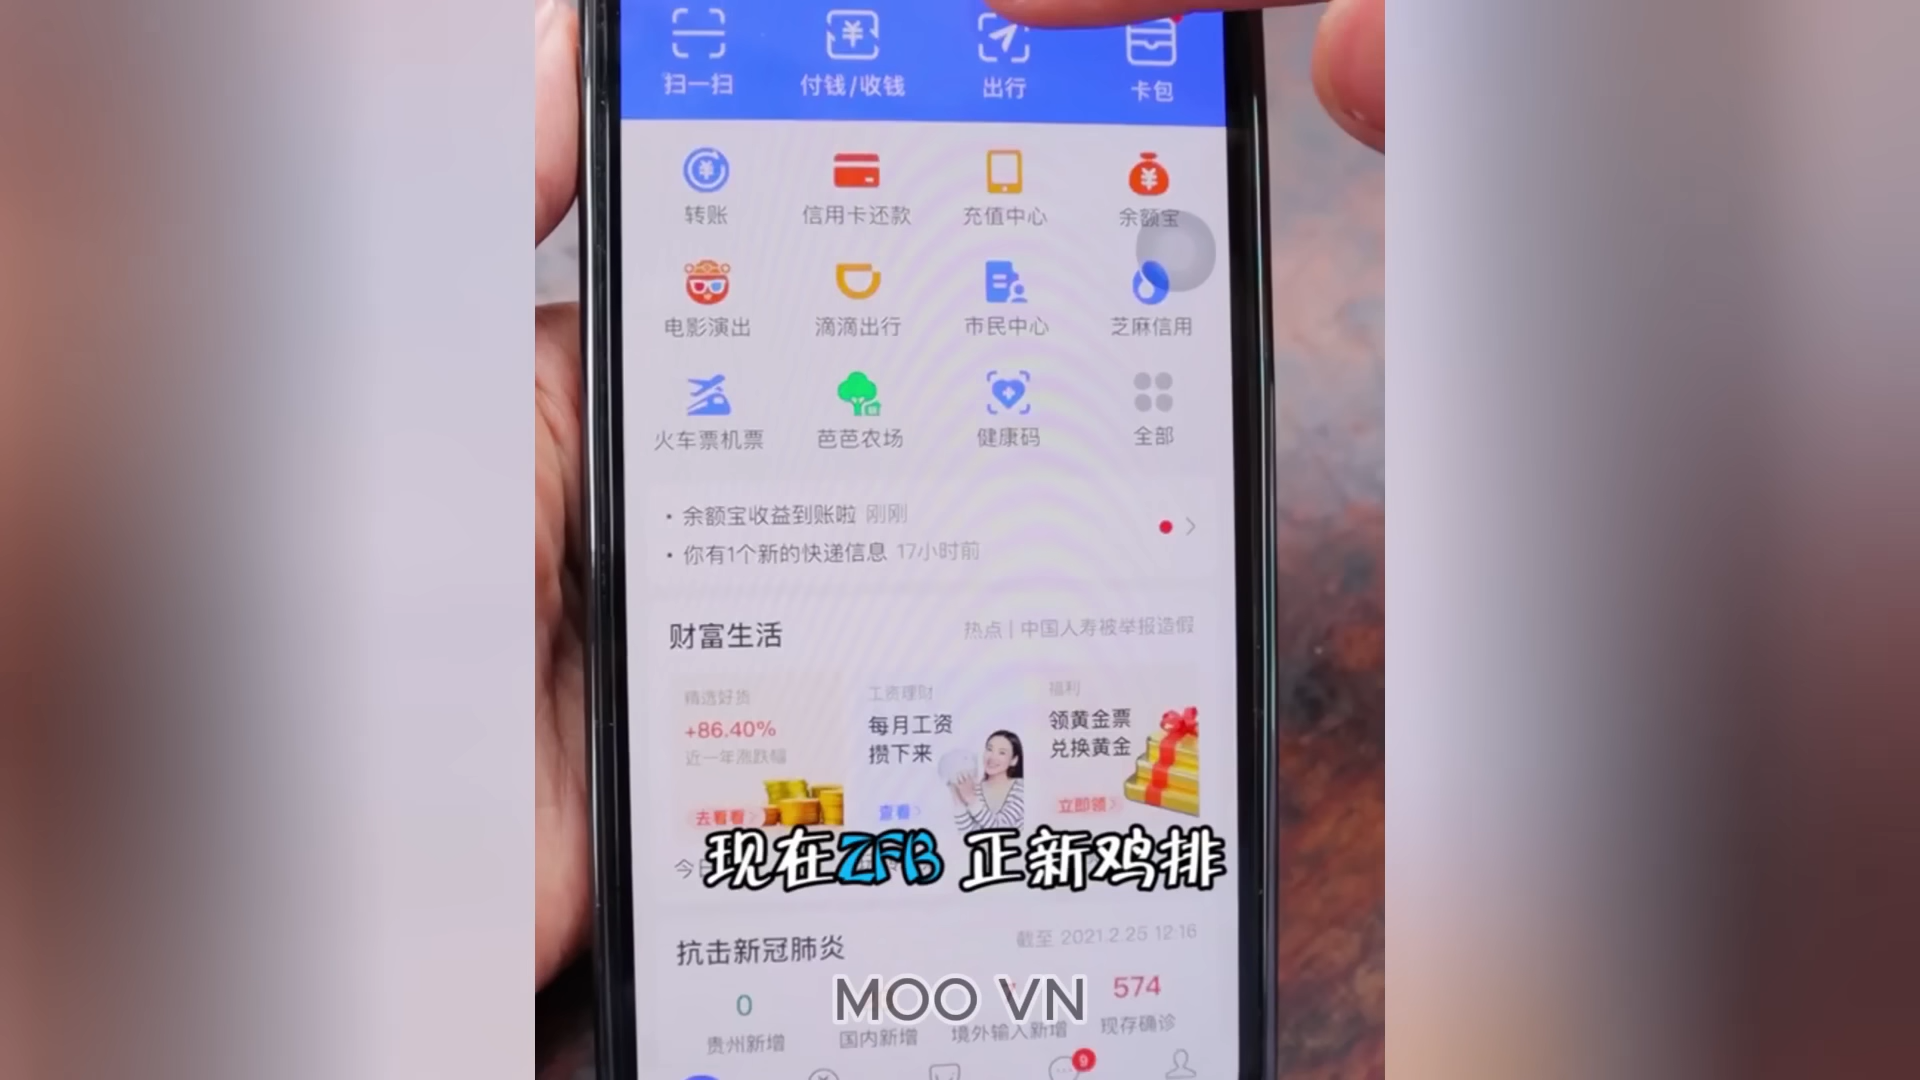 扫一扫 付钱/收钱 出行 卡包
转账 信用卡还款 充值中心 余额宝
电影演出 滴滴出行 市民中心 芝麻信用
火车票机票 芭芭农场 健康码 全部
· 余额宝收益到账啦 刚刚
· 你有1个新的快递信息 17小时前
财富生活 热点 | 中国人寿被举报造假
精选好货 工资理财 福利
+86.40% 每月工资 领黄金票
近一年涨跌幅 攒下来 兑换黄金
去看看 查看 立即领
今
现在ZFB 正新鸡排
抗击新冠肺炎 截至 2021.2.25 12:16
0 574
MOO VN
贵州新增 国内新增 境外输入新增 现存确诊
9